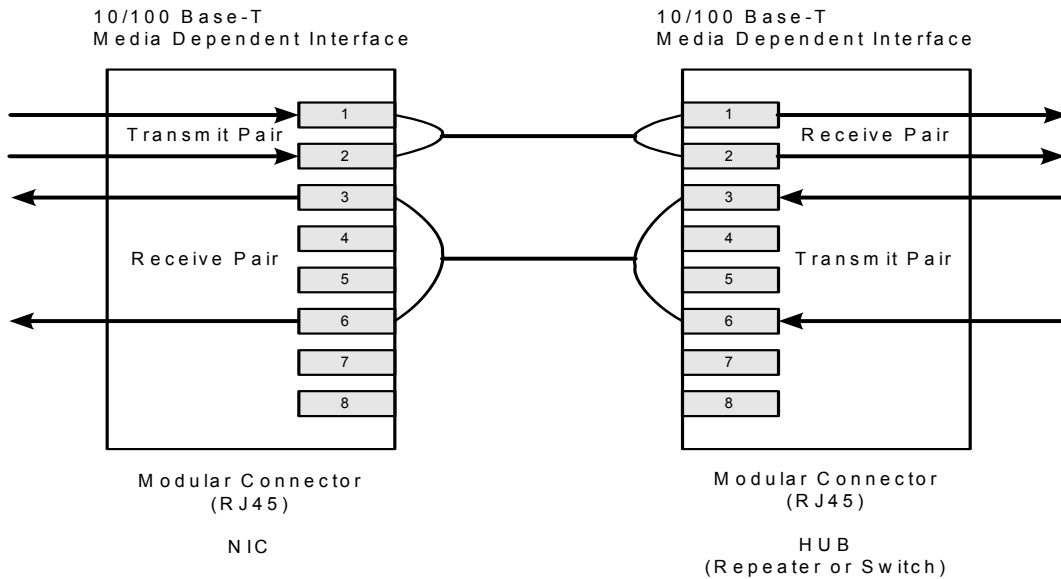 10/100 Base-T
Media Dependent Interface
10/100 Base-T
Media Dependent Interface
1
Transmit Pair
2
3
4
Receive Pair
5
6
7
8
1
Receive Pair
2
3
4
Transmit Pair
5
6
7
8
Modular Connector
(RJ45)
NIC
Modular Connector
(RJ45)
HUB
(Repeater or Switch)